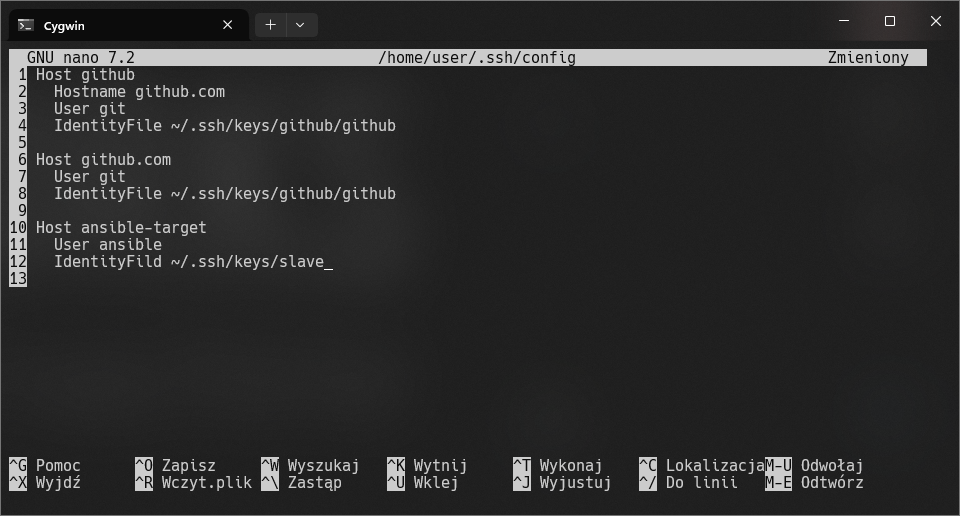 Cygwin
GNU nano 7.2 /home/user/.ssh/config Zmieniony
1 Host github
2 Hostname github.com
3 User git
4 IdentityFile ~/.ssh/keys/github/github
5
6 Host github.com
7 User git
8 IdentityFile ~/.ssh/keys/github/github
9
10 Host ansible-target
11 User ansible
12 IdentityFild ~/.ssh/keys/slave_
13
^G Pomoc ^O Zapisz ^W Wyszukaj ^K Wytnij ^T Wykonaj ^C Lokalizacja M-U Odwołaj
^X Wyjdź ^R Wczyt.plik ^\ Zastąp ^U Wklej ^J Wyjustuj ^/ Do linii M-E Odtwórz